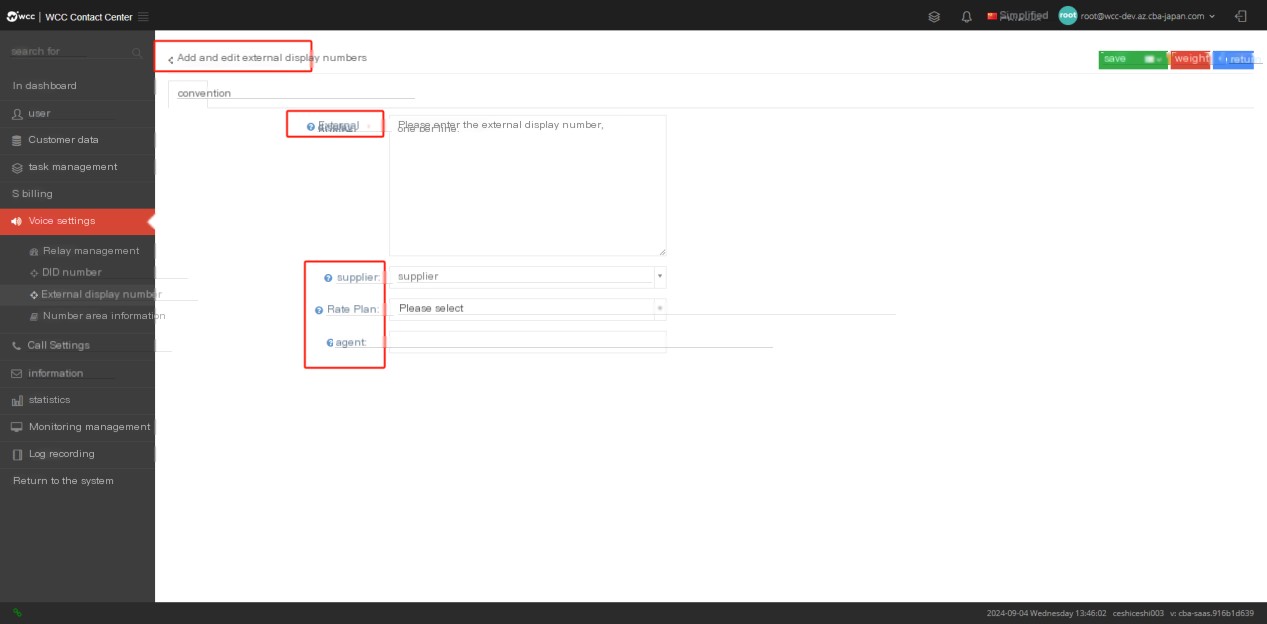 wcc | WCC Contact Center
Simplified
root root@wcc-dev.az.cba-japan.com
search for
In dashboard
user
Customer data
task management
S billing
Voice settings
Relay management
DID number
External display number
Number area information
Call Settings
information
statistics
Monitoring management
Log recording
Return to the system
Add and edit external display numbers
save
weight
return
convention
External
Please enter the external display number,
one per line.
supplier: supplier
Rate Plan: Please select
agent:
2024-09-04 Wednesday 13:46:02 ceshiceshi003 v: cba-saas.916b1d639